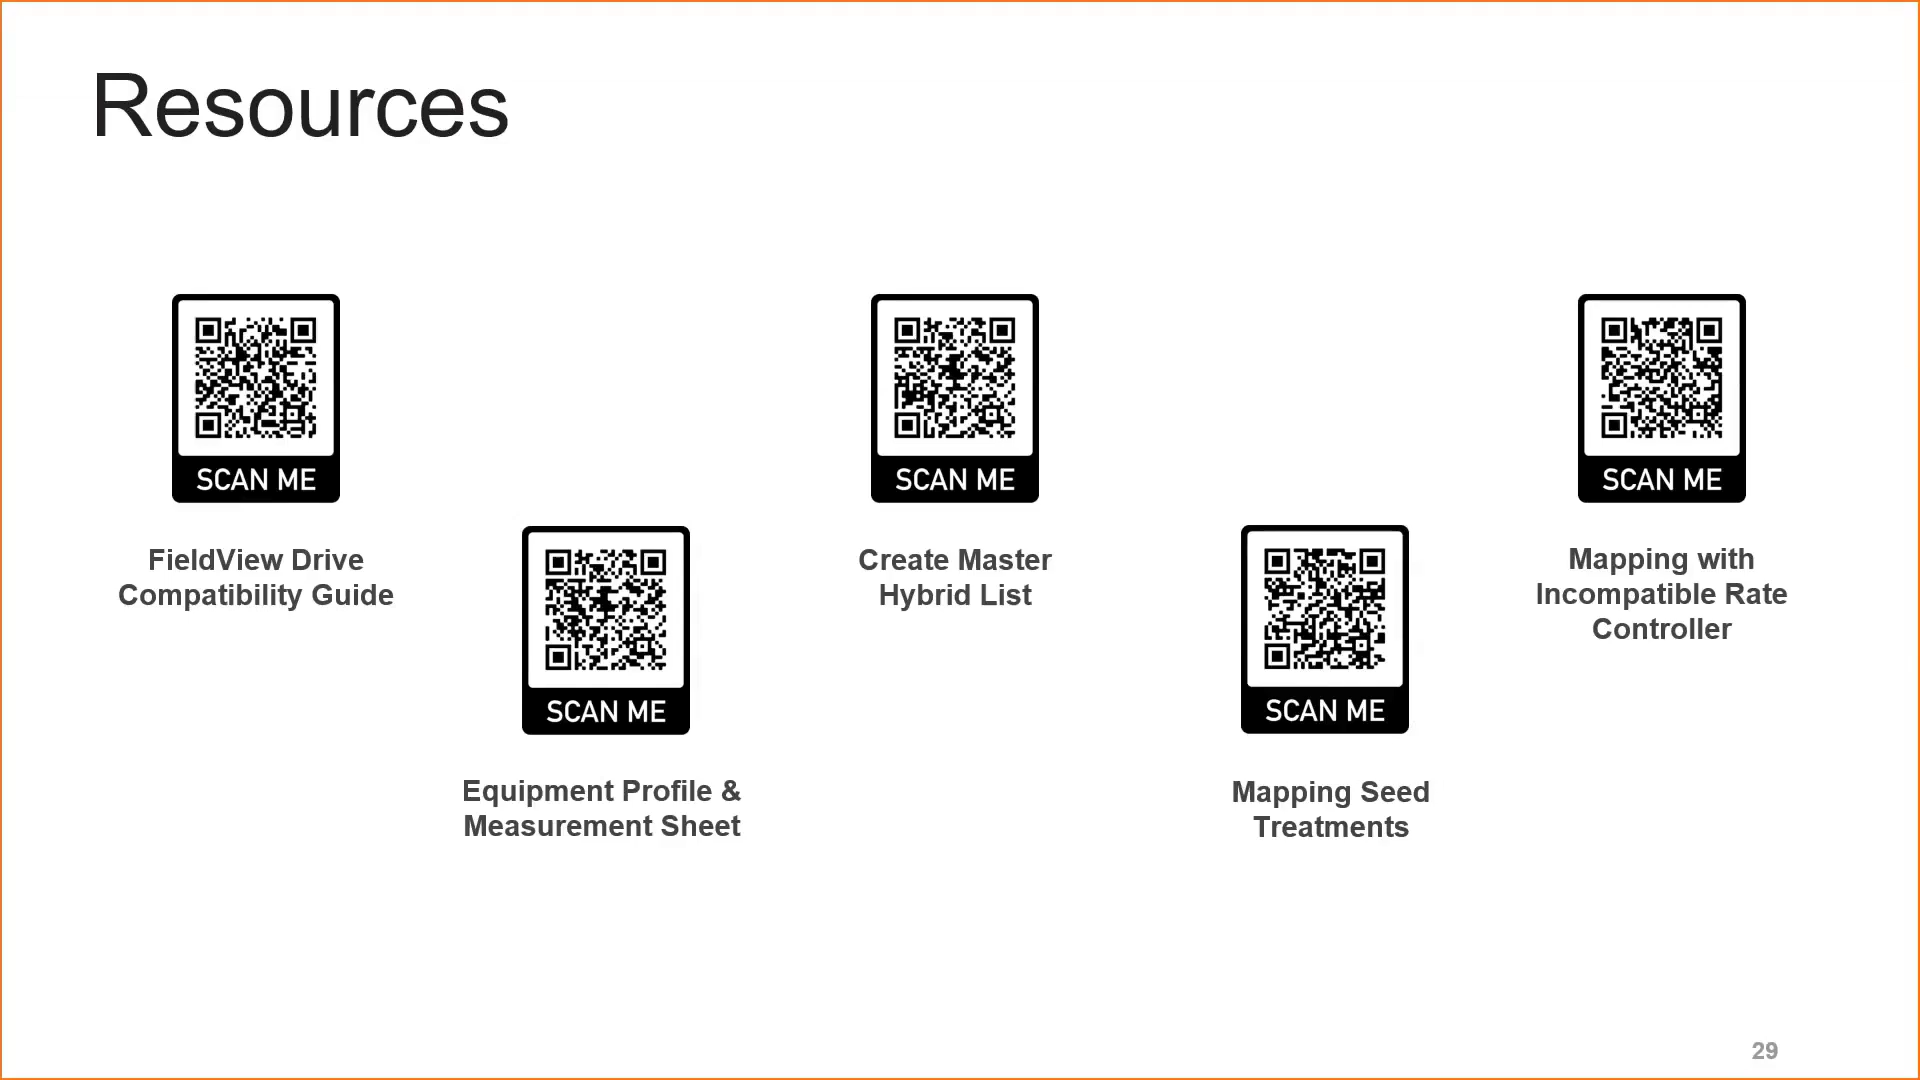 Resources
SCAN ME
FieldView Drive
Compatibility Guide
SCAN ME
Equipment Profile &
Measurement Sheet
SCAN ME
Create Master
Hybrid List
SCAN ME
Mapping Seed
Treatments
SCAN ME
Mapping with
Incompatible Rate
Controller
29